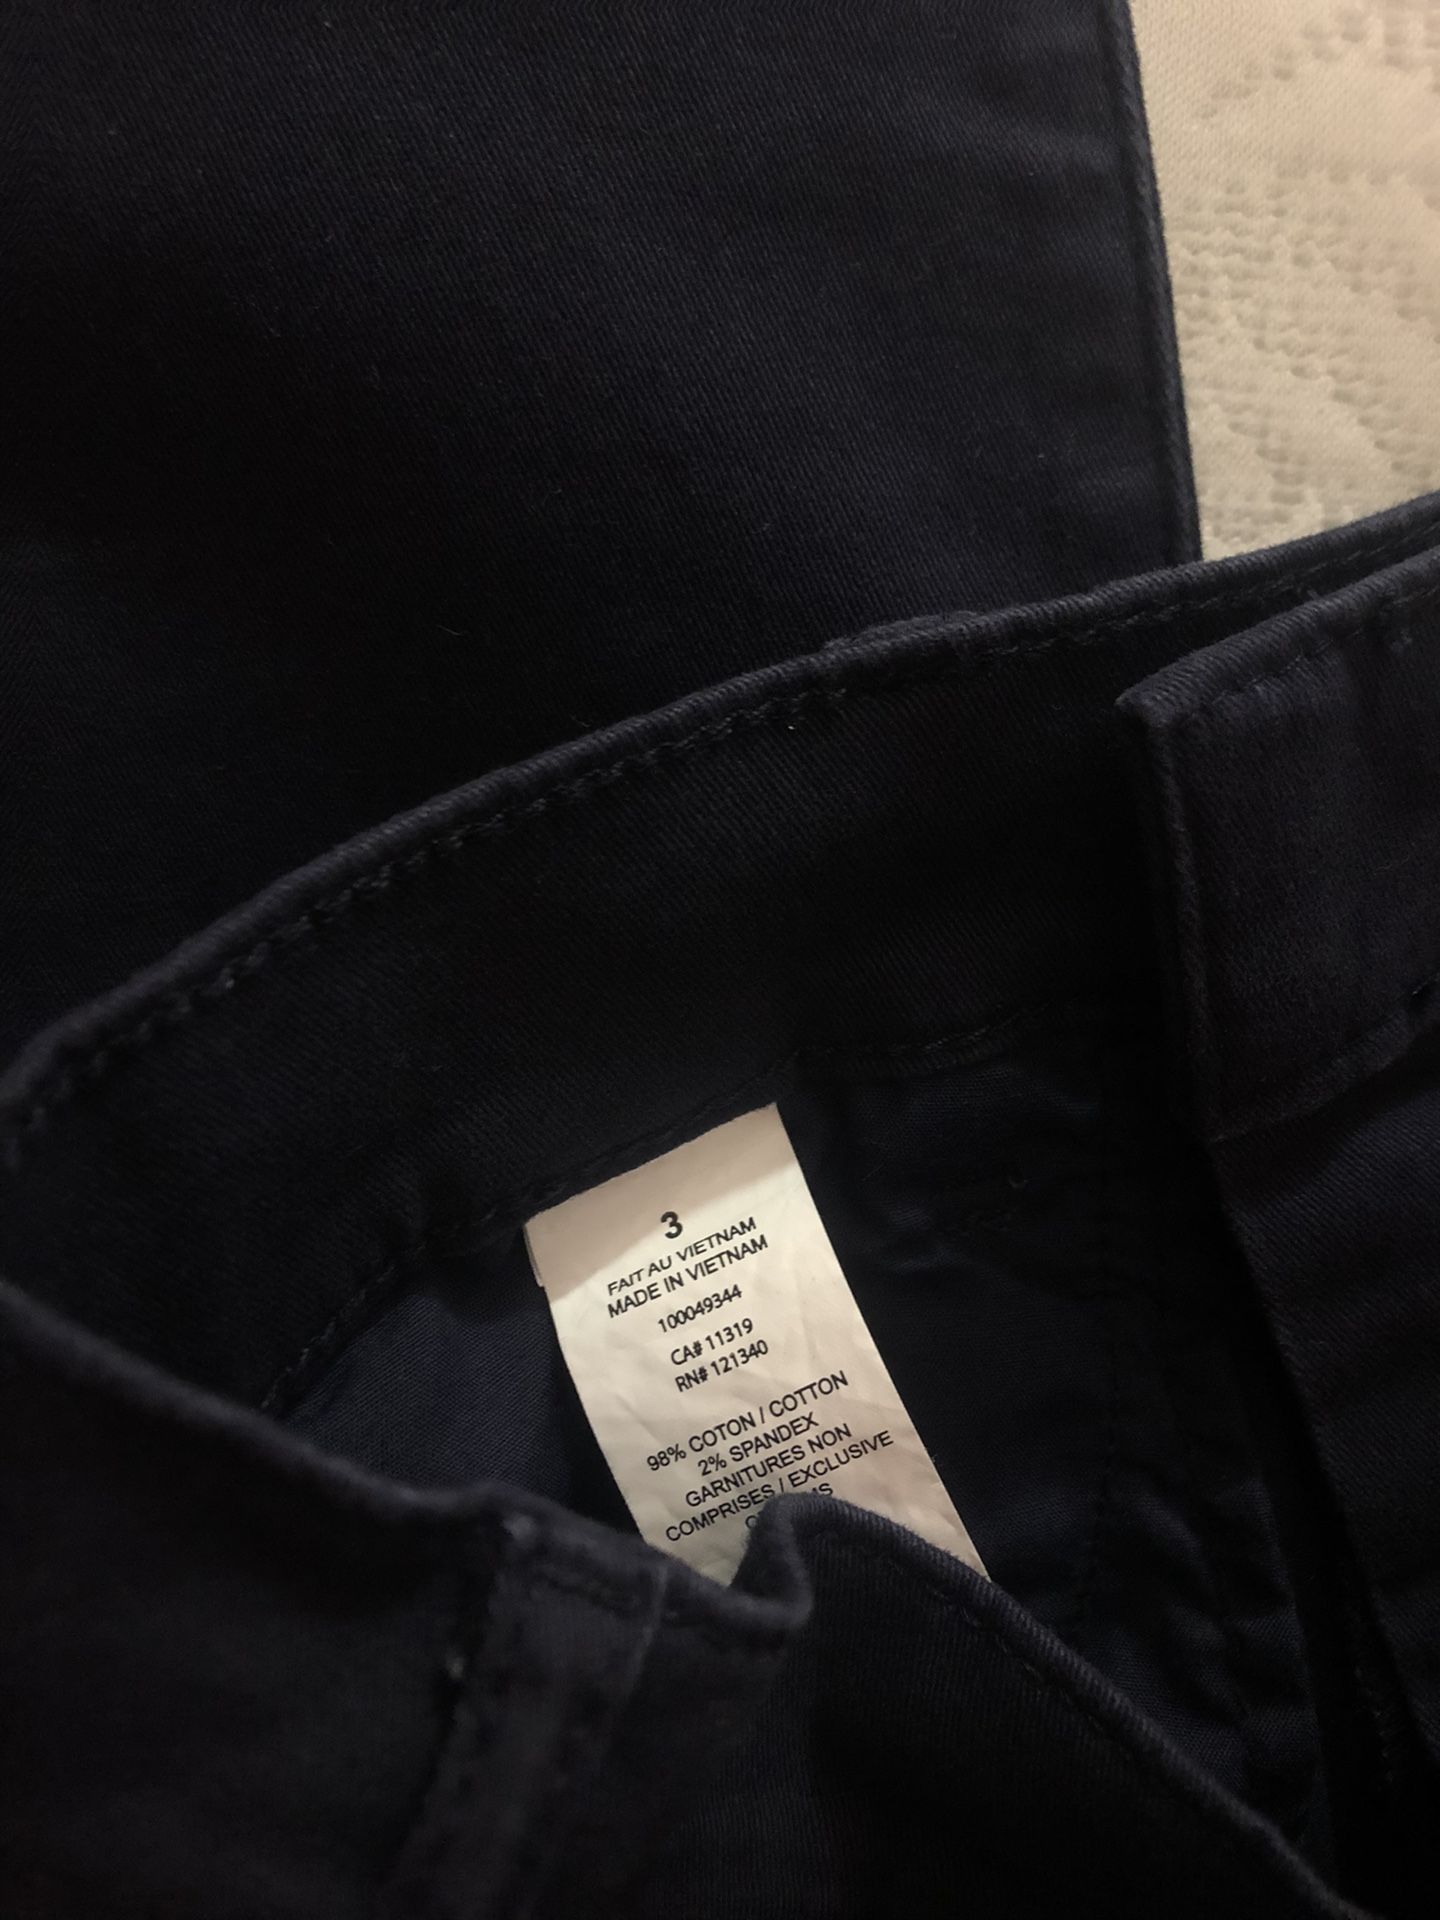 3
FAIT AU VIETNAM
MADE IN VIETNAM
100049344
CA# 11319
RN# 121340
98% COTON / COTTON
2% SPANDEX
GARNITURES NON
COMPRISES / EXCLUSIVE